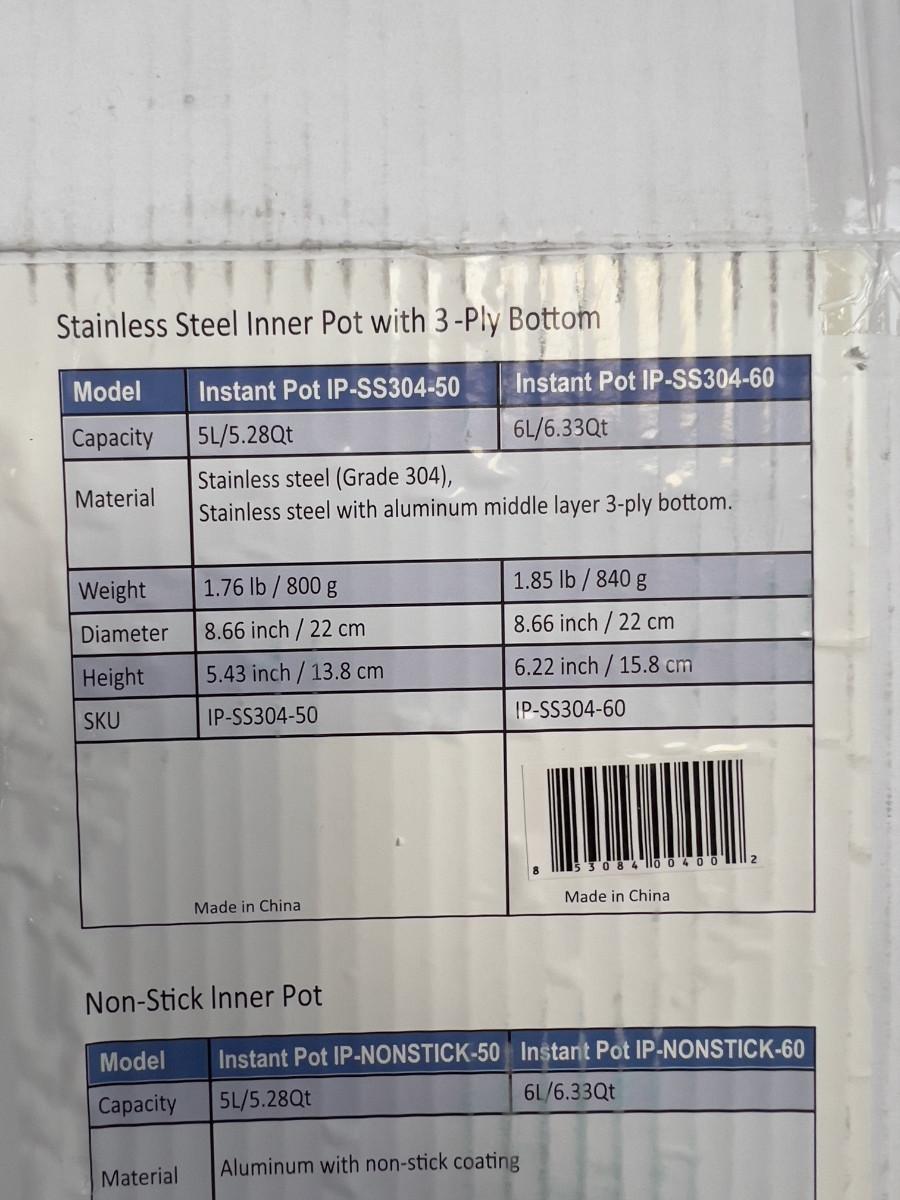 Stainless Steel Inner Pot with 3-Ply Bottom
Model Instant Pot IP-SS304-50 Instant Pot IP-SS304-60
Capacity 5L/5.28Qt 6L/6.33Qt
Material Stainless steel (Grade 304),
Stainless steel with aluminum middle layer 3-ply bottom.
Weight 1.76 lb / 800 g 1.85 lb / 840 g
Diameter 8.66 inch / 22 cm 8.66 inch / 22 cm
Height 5.43 inch / 13.8 cm 6.22 inch / 15.8 cm
SKU IP-SS304-50 IP-SS304-60
8 53084 00400 2
Made in China Made in China
Non-Stick Inner Pot
Model Instant Pot IP-NONSTICK-50 Instant Pot IP-NONSTICK-60
Capacity 5L/5.28Qt 6L/6.33Qt
Material Aluminum with non-stick coating